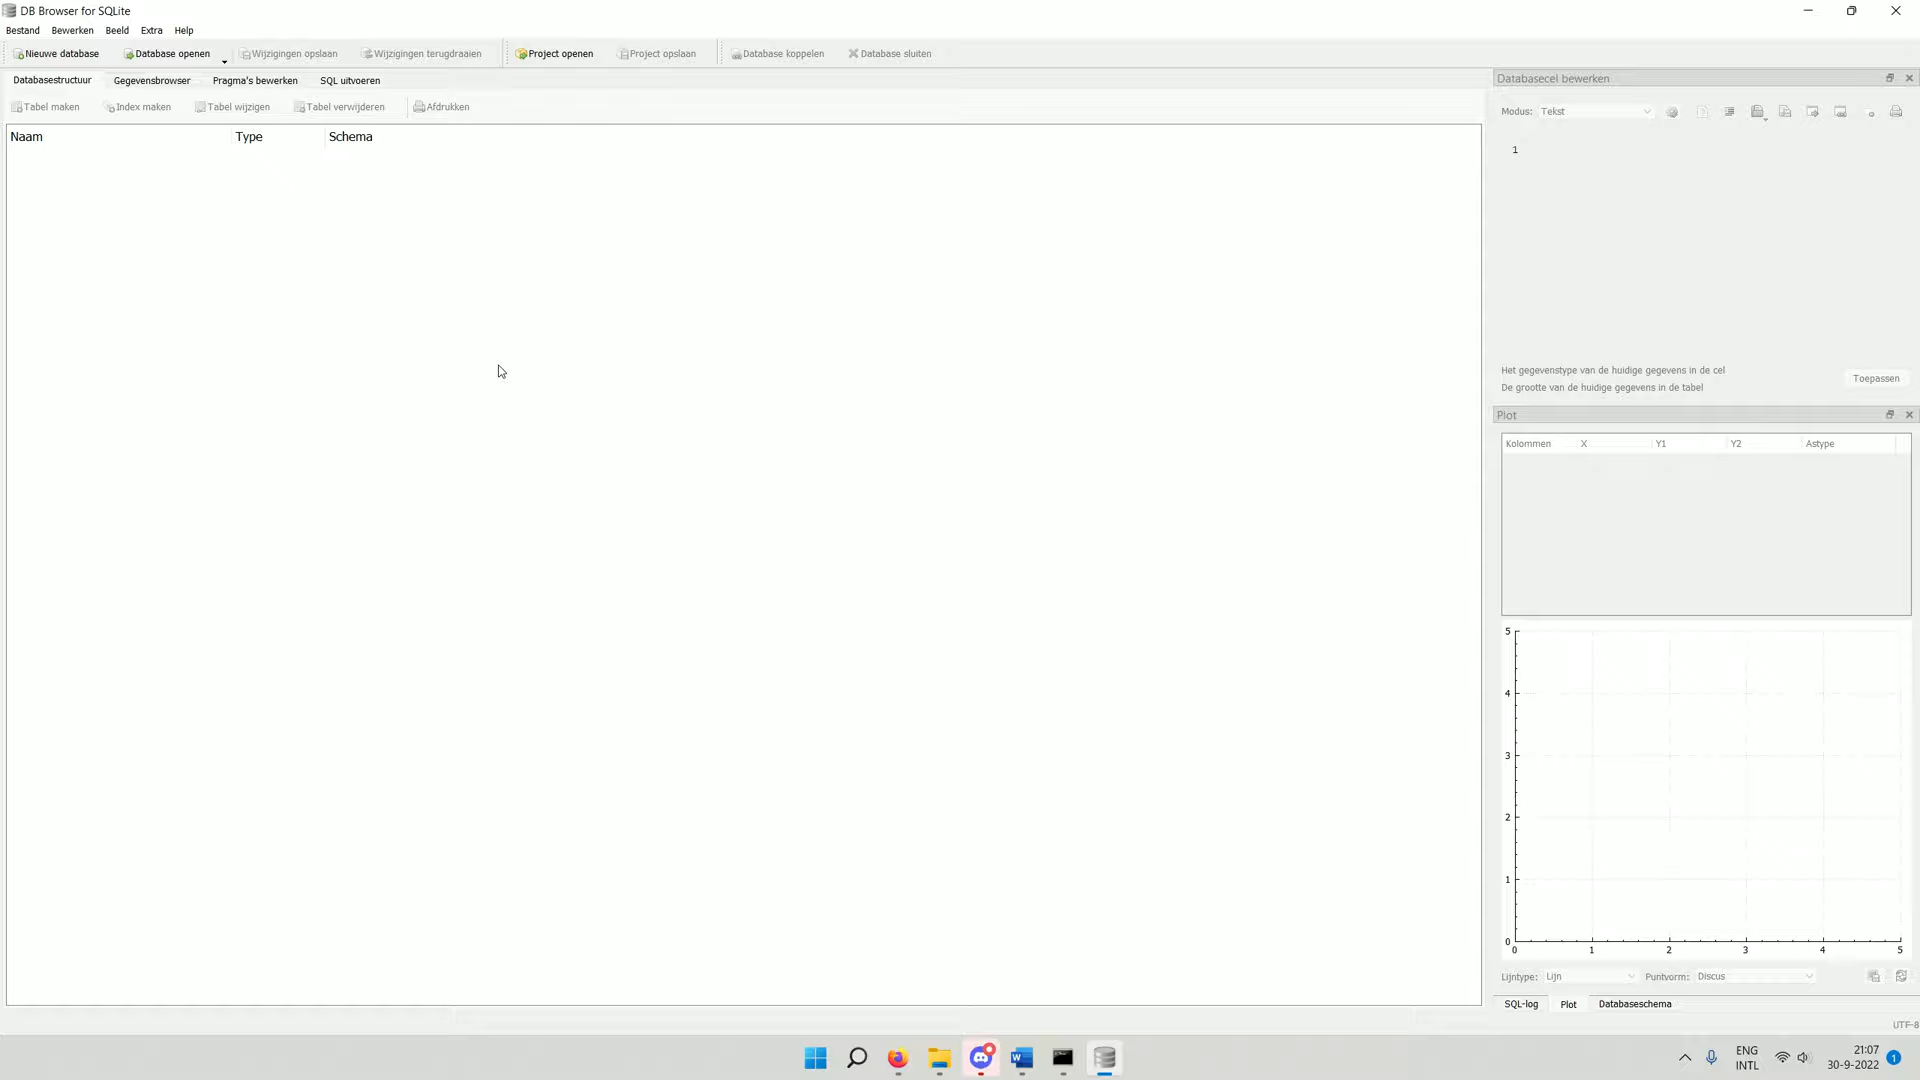 DB Browser for SQLite
Bestand Bewerken Beeld Extra Help
Nieuwe database Database openen Wijzigingen opslaan Wijzigingen terugdraaien Project openen Project opslaan Database koppelen Database sluiten
Databasestructuur Gegevensbrowser Pragma's bewerken SQL uitvoeren
Tabel maken Index maken Tabel wijzigen Tabel verwijderen Afdrukken
Naam Type Schema
Databasecel bewerken
Modus: Tekst
1
Het gegevenstype van de huidige gegevens in de cel
De grootte van de huidige gegevens in de tabel
Toepassen
Plot
Kolommen X Y1 Y2 Astype
5
4
3
2
1
0
0 1 2 3 4 5
Lijntype: Lijn Puntvorm: Discus
SQL-log Plot Databaseschema
UTF-8
ENG
INTL
21:07
30-9-2022
1